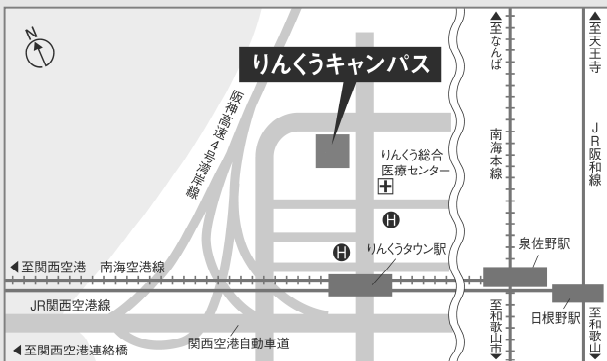 N
りんくうキャンパス
阪神高速4号湾岸線
りんくう総合
医療センター
H
H
りんくうタウン駅
◀至関西空港 南海空港線
JR関西空港線
◀至関西空港連絡橋
関西空港自動車道
▲至なんば
南海本線
泉佐野駅
至和歌山市▼
▲至天王寺
JR阪和線
日根野駅
至和歌山▼